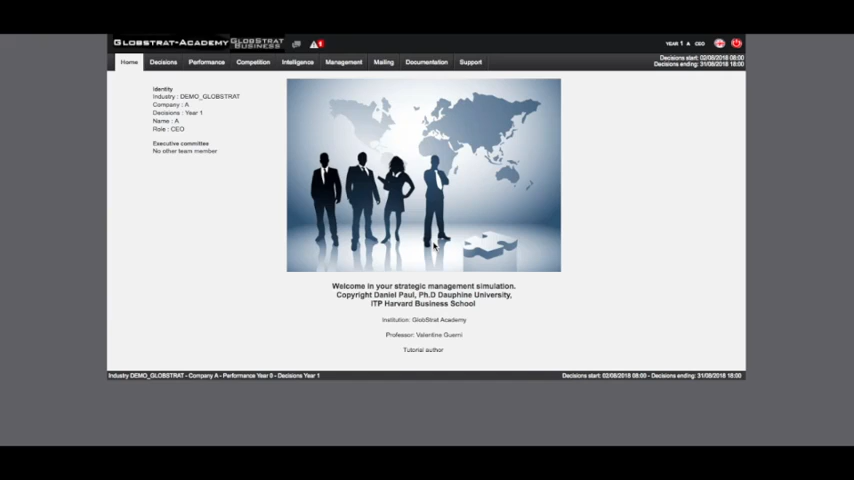 GLOBSTRAT-ACADEMY GLOBSTRAT BUSINESS
YEAR 1 A CEO
Home Decisions Performance Competition Intelligence Management Mailing Documentation Support
Decisions start: 02/08/2018 08:00
Decisions ending: 31/08/2018 18:00
Identity
Industry : DEMO_GLOBSTRAT
Company : A
Decisions : Year 1
Name : A
Role : CEO
Executive committee
No other team member
Welcome in your strategic management simulation.
Copyright Daniel Paul, Ph.D Dauphine University,
ITP Harvard Business School
Institution: GlobStrat Academy
Professor: Valentine Guerni
Tutorial author
Industry DEMO_GLOBSTRAT - Company A - Performance Year 0 - Decisions Year 1
Decisions start: 02/08/2018 08:00 - Decisions ending: 31/08/2018 18:00